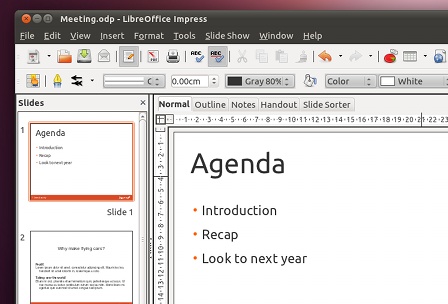 Meeting.odp - LibreOffice Impress
File Edit View Insert Format Tools Slide Show Window Help
0.00cm Gray 80% Color White
Slides
Normal Outline Notes Handout Slide Sorter
1
Agenda
Introduction
Recap
Look to next year
Slide 1
2
Why make flying cars?
Agenda
• Introduction
• Recap
• Look to next year